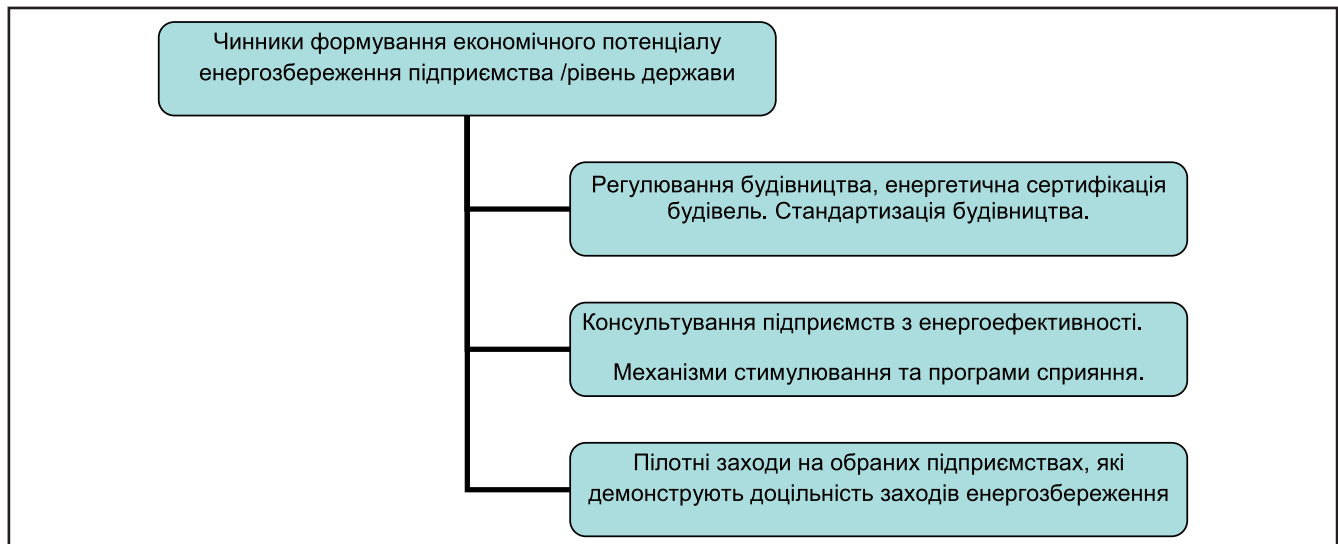 Чинники формування економічного потенціалу
енергозбереження підприємства /рівень держави
Регулювання будівництва, енергетична сертифікація
будівель. Стандартизація будівництва.
Консультування підприємств з енергоефективності.
Механізми стимулювання та програми сприяння.
Пілотні заходи на обраних підприємствах, які
демонструють доцільність заходів енергозбереження